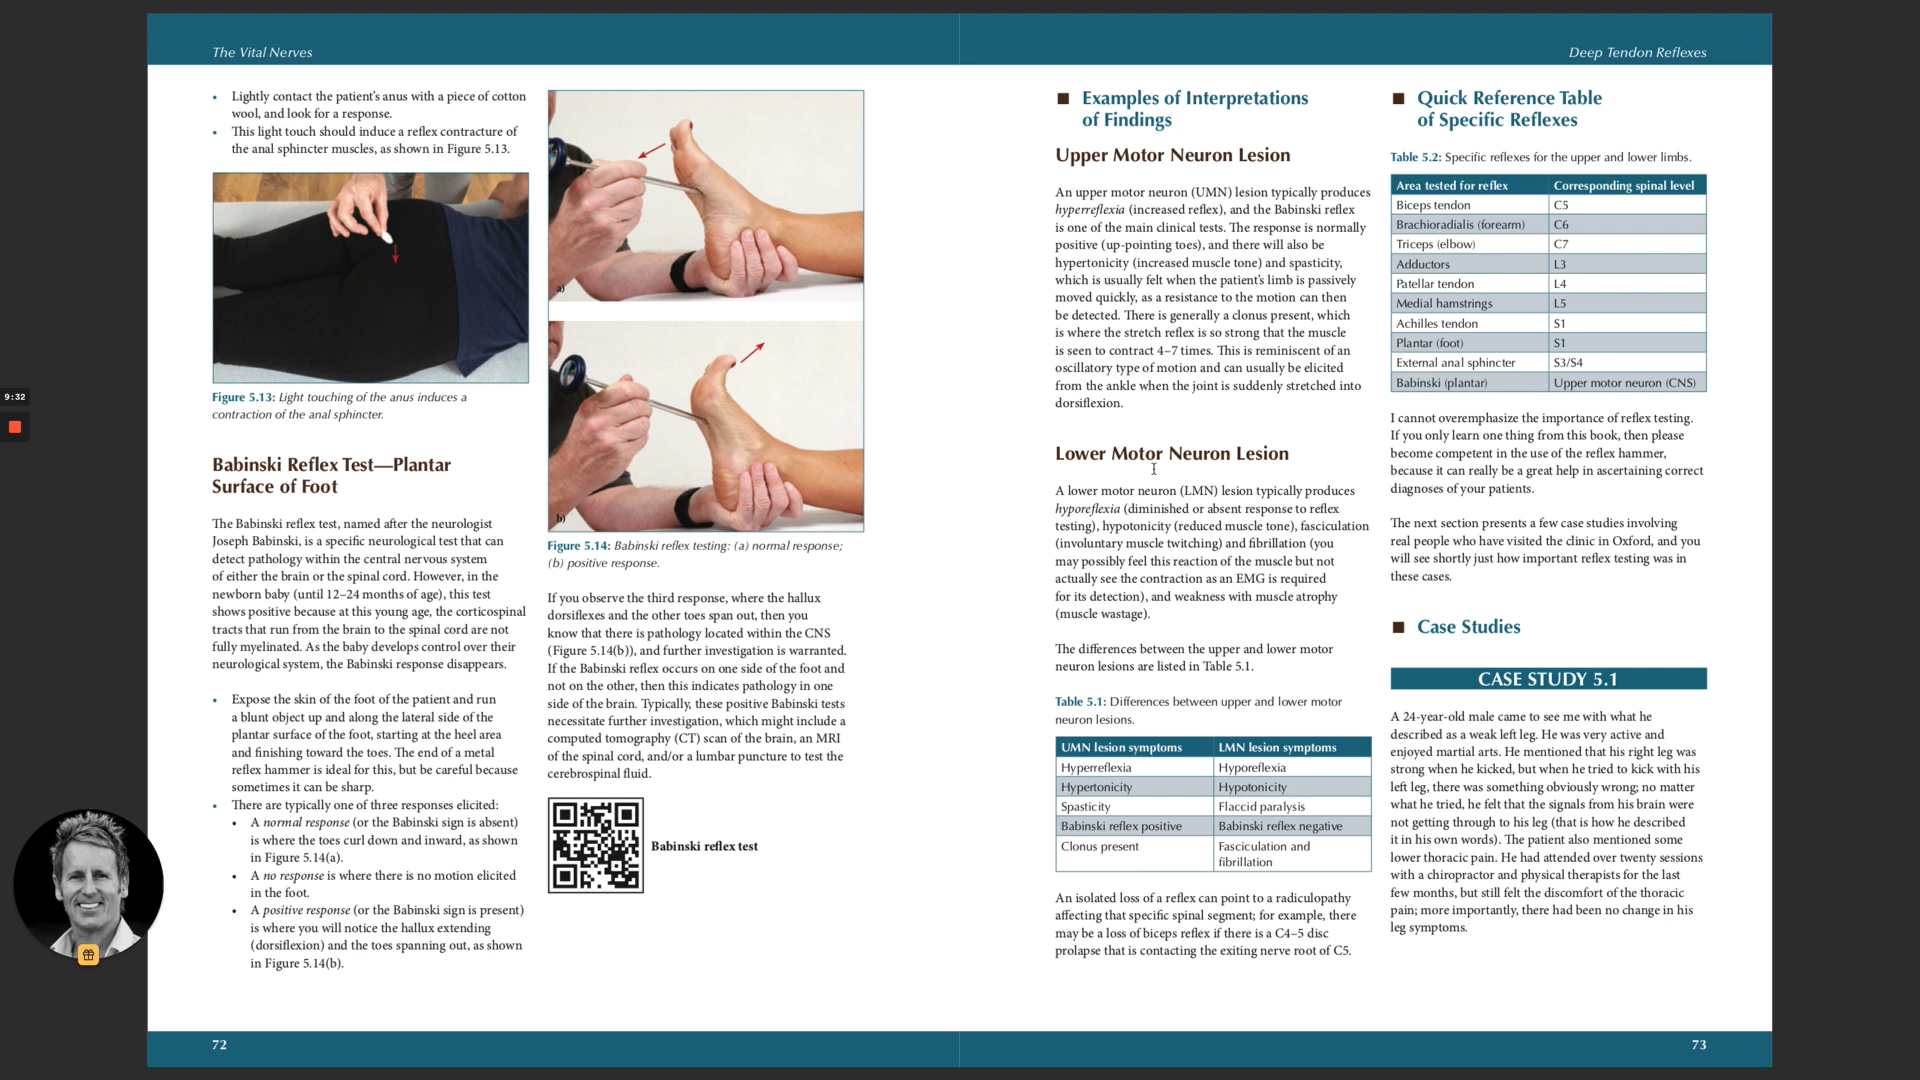 The Vital Nerves
• Lightly contact the patient's anus with a piece of cotton
wool, and look for a response.
• This light touch should induce a reflex contracture of
the anal sphincter muscles, as shown in Figure 5.13.
Figure 5.13: Light touching of the anus induces a
contraction of the anal sphincter.
Babinski Reflex Test—Plantar
Surface of Foot
The Babinski reflex test, named after the neurologist
Joseph Babinski, is a specific neurological test that can
detect pathology within the central nervous system
of either the brain or the spinal cord. However, in the
newborn baby (until 12–24 months of age), this test
shows positive because at this young age, the corticospinal
tracts that run from the brain to the spinal cord are not
fully myelinated. As the baby develops control over their
neurological system, the Babinski response disappears.
• Expose the skin of the foot of the patient and run
a blunt object up and along the lateral side of the
plantar surface of the foot, starting at the heel area
and finishing toward the toes. The end of a metal
reflex hammer is ideal for this, but be careful because
sometimes it can be sharp.
• There are typically one of three responses elicited:
• A normal response (or the Babinski sign is absent)
is where the toes curl down and inward, as shown
in Figure 5.14(a).
• A no response is where there is no motion elicited
in the foot.
• A positive response (or the Babinski sign is present)
is where you will notice the hallux extending
(dorsiflexion) and the toes spanning out, as shown
in Figure 5.14(b).
72
a)
b)
Figure 5.14: Babinski reflex testing: (a) normal response;
(b) positive response.
If you observe the third response, where the hallux
dorsiflexes and the other toes span out, then you
know that there is pathology located within the CNS
(Figure 5.14(b)), and further investigation is warranted.
If the Babinski reflex occurs on one side of the foot and
not on the other, then this indicates pathology in one
side of the brain. Typically, these positive Babinski tests
necessitate further investigation, which might include a
computed tomography (CT) scan of the brain, an MRI
of the spinal cord, and/or a lumbar puncture to test the
cerebrospinal fluid.
Babinski reflex test
Deep Tendon Reflexes
Examples of Interpretations
of Findings
Upper Motor Neuron Lesion
An upper motor neuron (UMN) lesion typically produces
hyperreflexia (increased reflex), and the Babinski reflex
is one of the main clinical tests. The response is normally
positive (up-pointing toes), and there will also be
hypertonicity (increased muscle tone) and spasticity,
which is usually felt when the patient's limb is passively
moved quickly, as a resistance to the motion can then
be detected. There is generally a clonus present, which
is where the stretch reflex is so strong that the muscle
is seen to contract 4–7 times. This is reminiscent of an
oscillatory type of motion and can usually be elicited
from the ankle when the joint is suddenly stretched into
dorsiflexion.
Lower Motor Neuron Lesion
A lower motor neuron (LMN) lesion typically produces
hyporeflexia (diminished or absent response to reflex
testing), hypotonicity (reduced muscle tone), fasciculation
(involuntary muscle twitching) and fibrillation (you
may possibly feel this reaction of the muscle but not
actually see the contraction as an EMG is required
for its detection), and weakness with muscle atrophy
(muscle wastage).
The differences between the upper and lower motor
neuron lesions are listed in Table 5.1.
Table 5.1: Differences between upper and lower motor
neuron lesions.
UMN lesion symptoms LMN lesion symptoms
Hyperreflexia Hyporeflexia
Hypertonicity Hypotonicity
Spasticity Flaccid paralysis
Babinski reflex positive Babinski reflex negative
Clonus present Fasciculation and
fibrillation
An isolated loss of a reflex can point to a radiculopathy
affecting that specific spinal segment; for example, there
may be a loss of biceps reflex if there is a C4–5 disc
prolapse that is contacting the exiting nerve root of C5.
Quick Reference Table
of Specific Reflexes
Table 5.2: Specific reflexes for the upper and lower limbs.
Area tested for reflex Corresponding spinal level
Biceps tendon C5
Brachioradialis (forearm) C6
Triceps (elbow) C7
Adductors L3
Patellar tendon L4
Medial hamstrings L5
Achilles tendon S1
Plantar (foot) S1
External anal sphincter S3/S4
Babinski (plantar) Upper motor neuron (CNS)
I cannot overemphasize the importance of reflex testing.
If you only learn one thing from this book, then please
become competent in the use of the reflex hammer,
because it can really be a great help in ascertaining correct
diagnoses of your patients.
The next section presents a few case studies involving
real people who have visited the clinic in Oxford, and you
will see shortly just how important reflex testing was in
these cases.
Case Studies
CASE STUDY 5.1
A 24-year-old male came to see me with what he
described as a weak left leg. He was very active and
enjoyed martial arts. He mentioned that his right leg was
strong when he kicked, but when he tried to kick with his
left leg, there was something obviously wrong; no matter
what he tried, he felt that the signals from his brain were
not getting through to his leg (that is how he described
it in his own words). The patient also mentioned some
lower thoracic pain. He had attended over twenty sessions
with a chiropractor and physical therapists for the last
few months, but still felt the discomfort of the thoracic
pain; more importantly, there had been no change in his
leg symptoms.
73
9:32